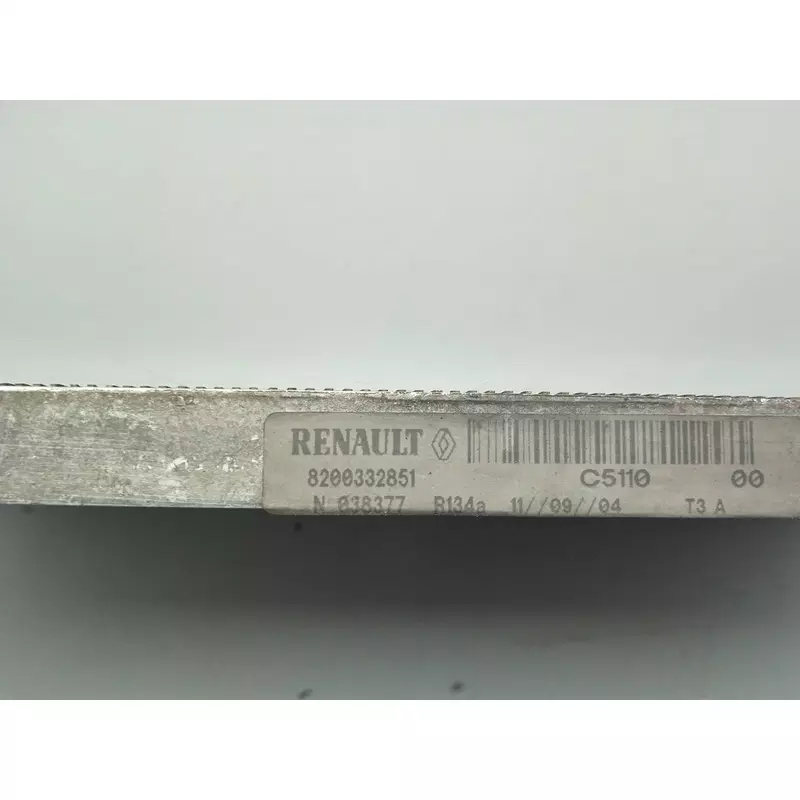 RENAULT
8200332851 C5110 00
N 038377 R134a 11//09//04 T3 A